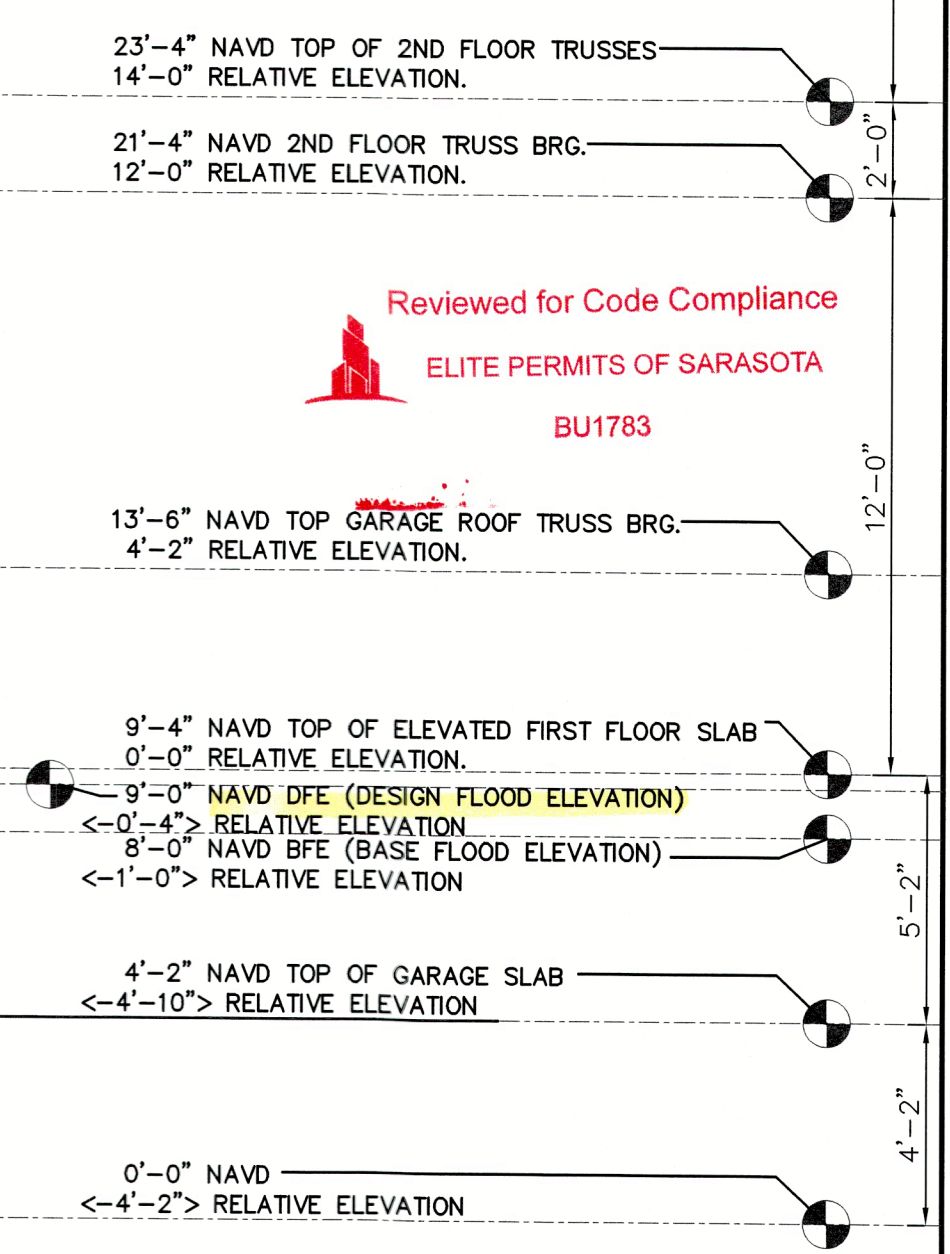 23'-4" NAVD TOP OF 2ND FLOOR TRUSSES
14'-0" RELATIVE ELEVATION.
21'-4" NAVD 2ND FLOOR TRUSS BRG.
12'-0" RELATIVE ELEVATION.
2'-0"
Reviewed for Code Compliance
ELITE PERMITS OF SARASOTA
BU1783
12'-0"
13'-6" NAVD TOP GARAGE ROOF TRUSS BRG.
4'-2" RELATIVE ELEVATION.
9'-4" NAVD TOP OF ELEVATED FIRST FLOOR SLAB
0'-0" RELATIVE ELEVATION.
9'-0" NAVD DFE (DESIGN FLOOD ELEVATION)
<-0'-4"> RELATIVE ELEVATION
8'-0" NAVD BFE (BASE FLOOD ELEVATION)
<-1'-0"> RELATIVE ELEVATION
5'-2"
4'-2" NAVD TOP OF GARAGE SLAB
<-4'-10"> RELATIVE ELEVATION
4'-2"
0'-0" NAVD
<-4'-2"> RELATIVE ELEVATION